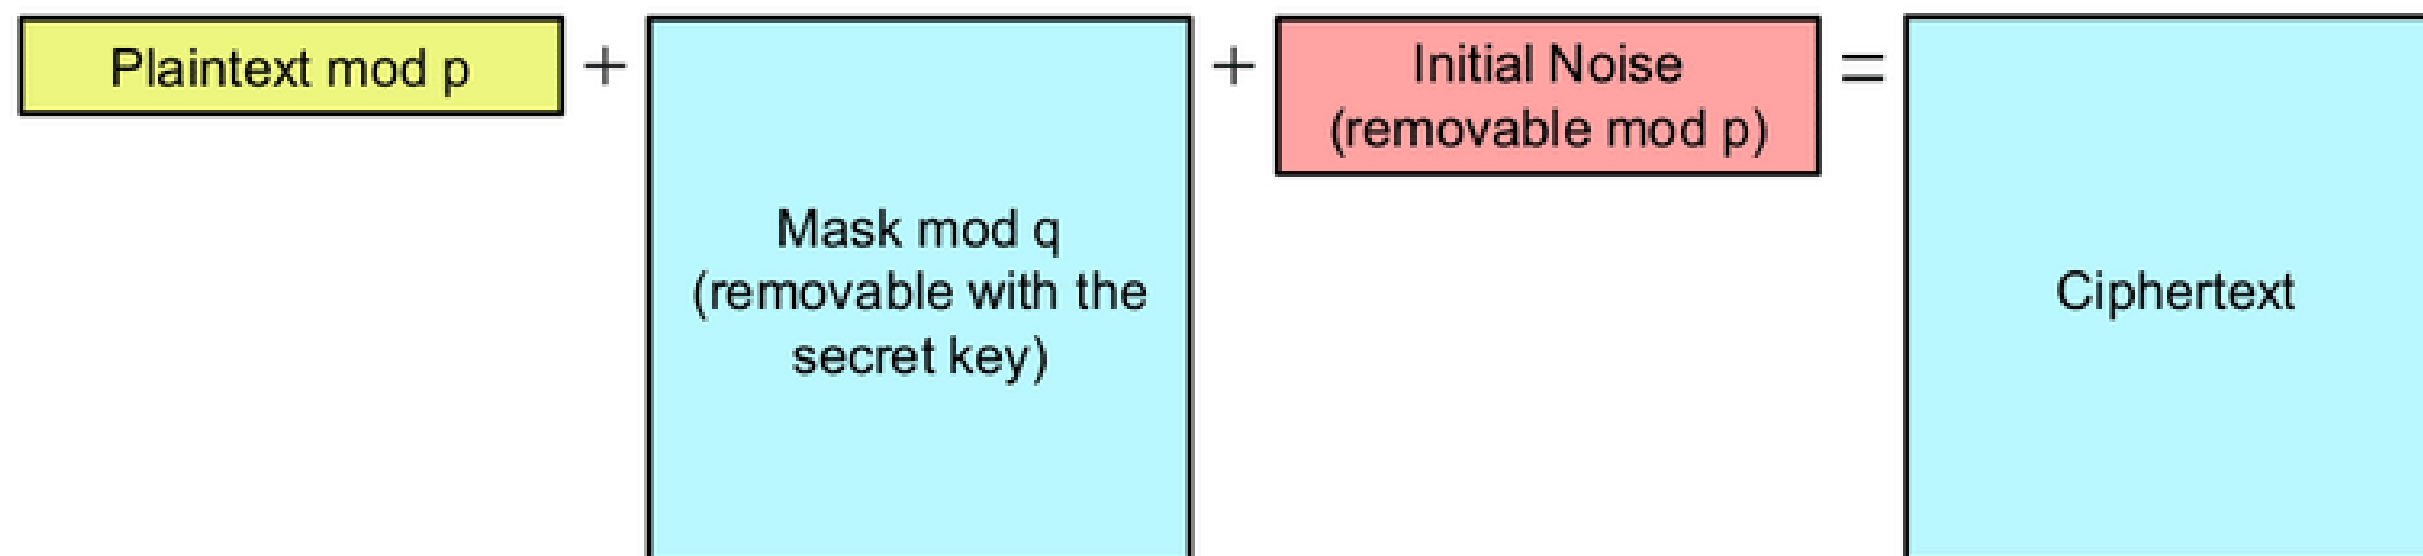 Plaintext mod p
+
Mask mod q
(removable with the
secret key)
+
Initial Noise
(removable mod p)
=
Ciphertext